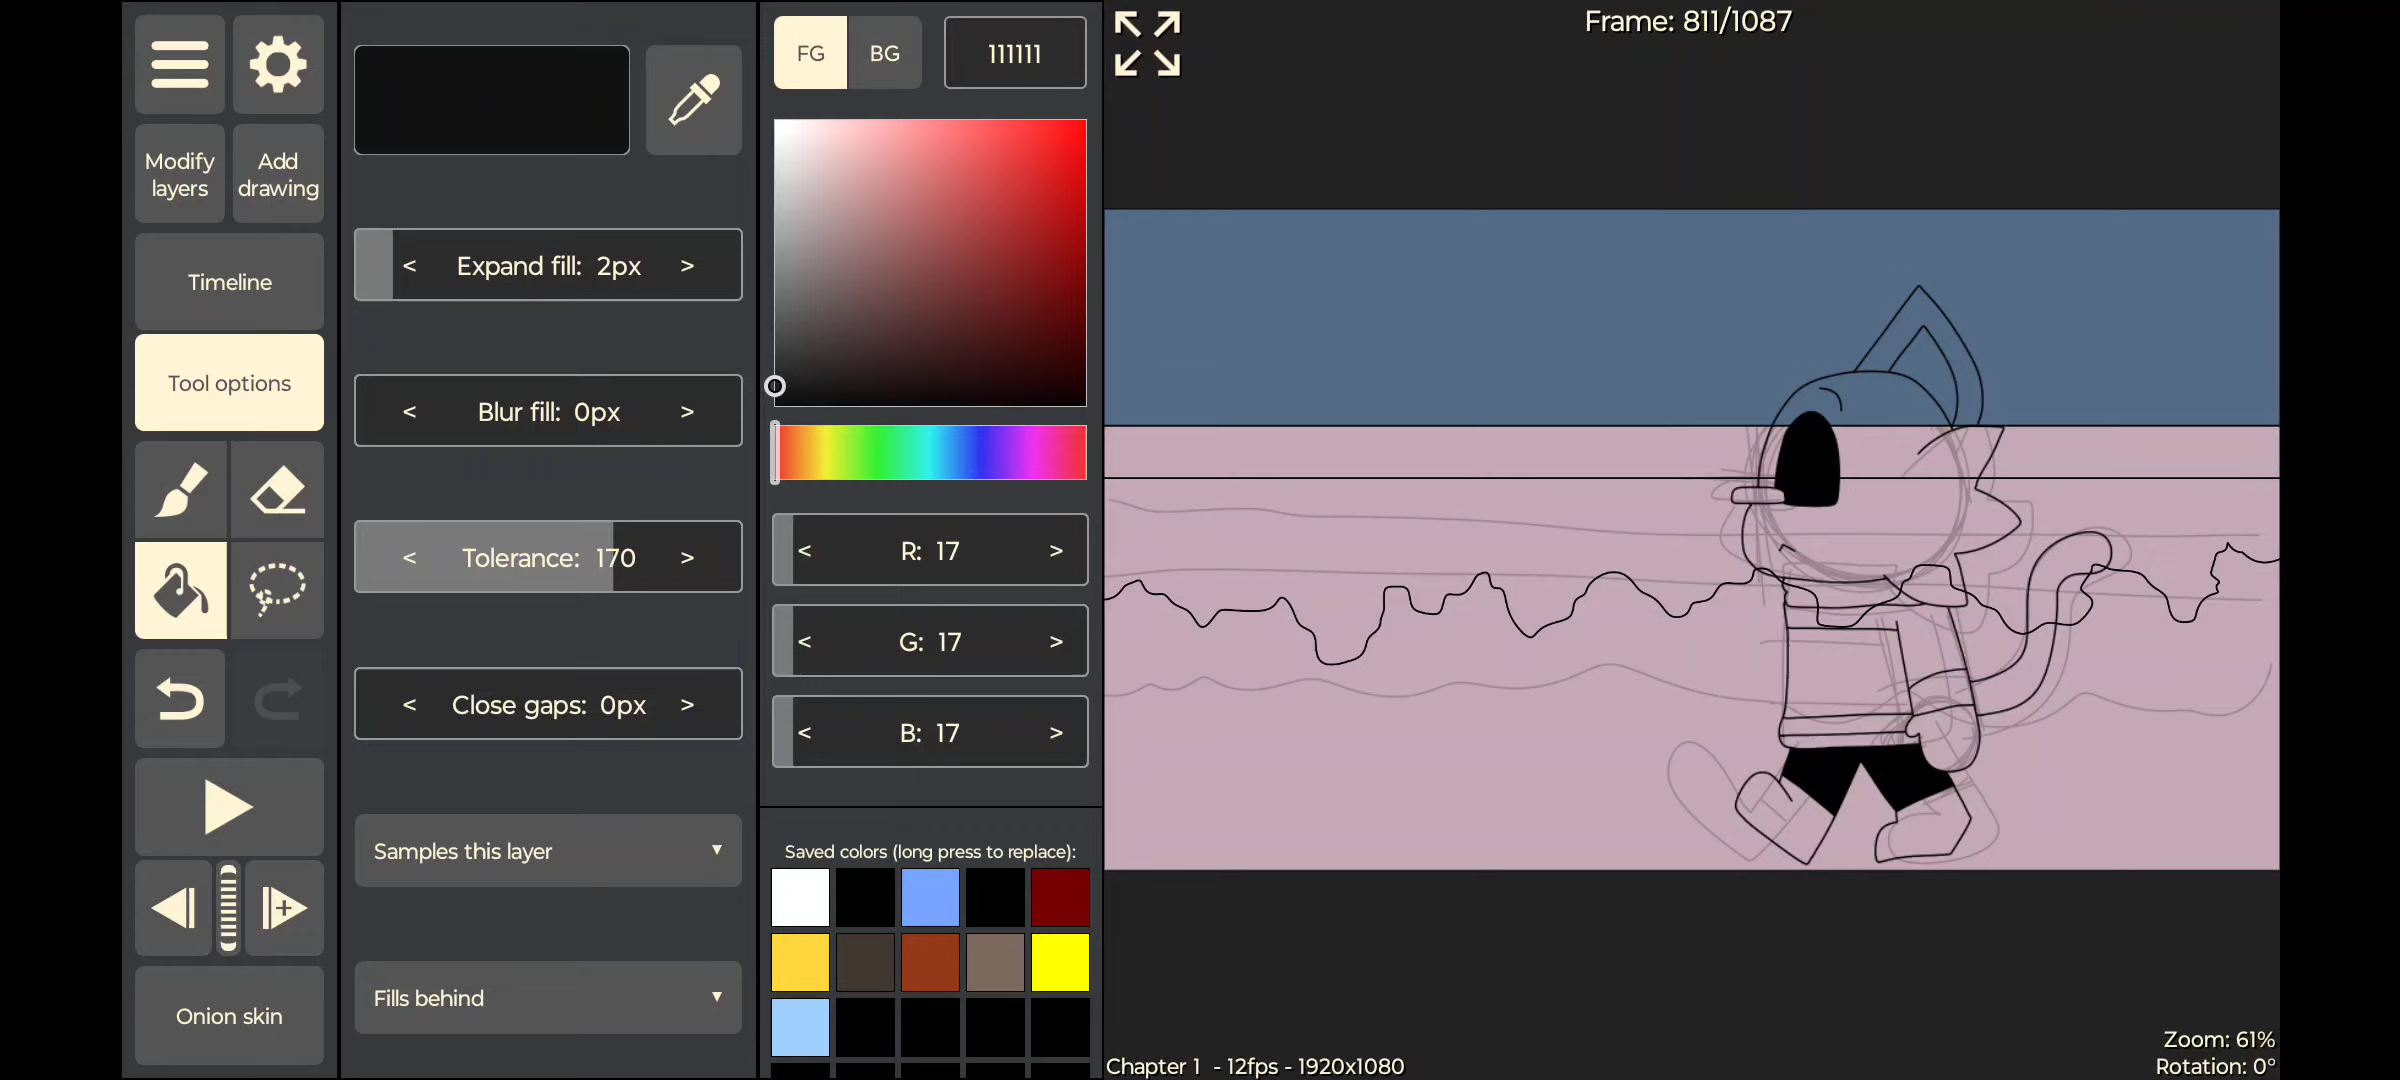 Modify
layers
Add
drawing
Timeline
Tool options
Onion skin
< Expand fill: 2px >
< Blur fill: 0px >
< Tolerance: 170 >
< Close gaps: 0px >
Samples this layer ▼
Fills behind ▼
FG BG 111111
< R: 17 >
< G: 17 >
< B: 17 >
Saved colors (long press to replace):
Frame: 811/1087
Chapter 1 - 12fps - 1920x1080
Zoom: 61%
Rotation: 0°